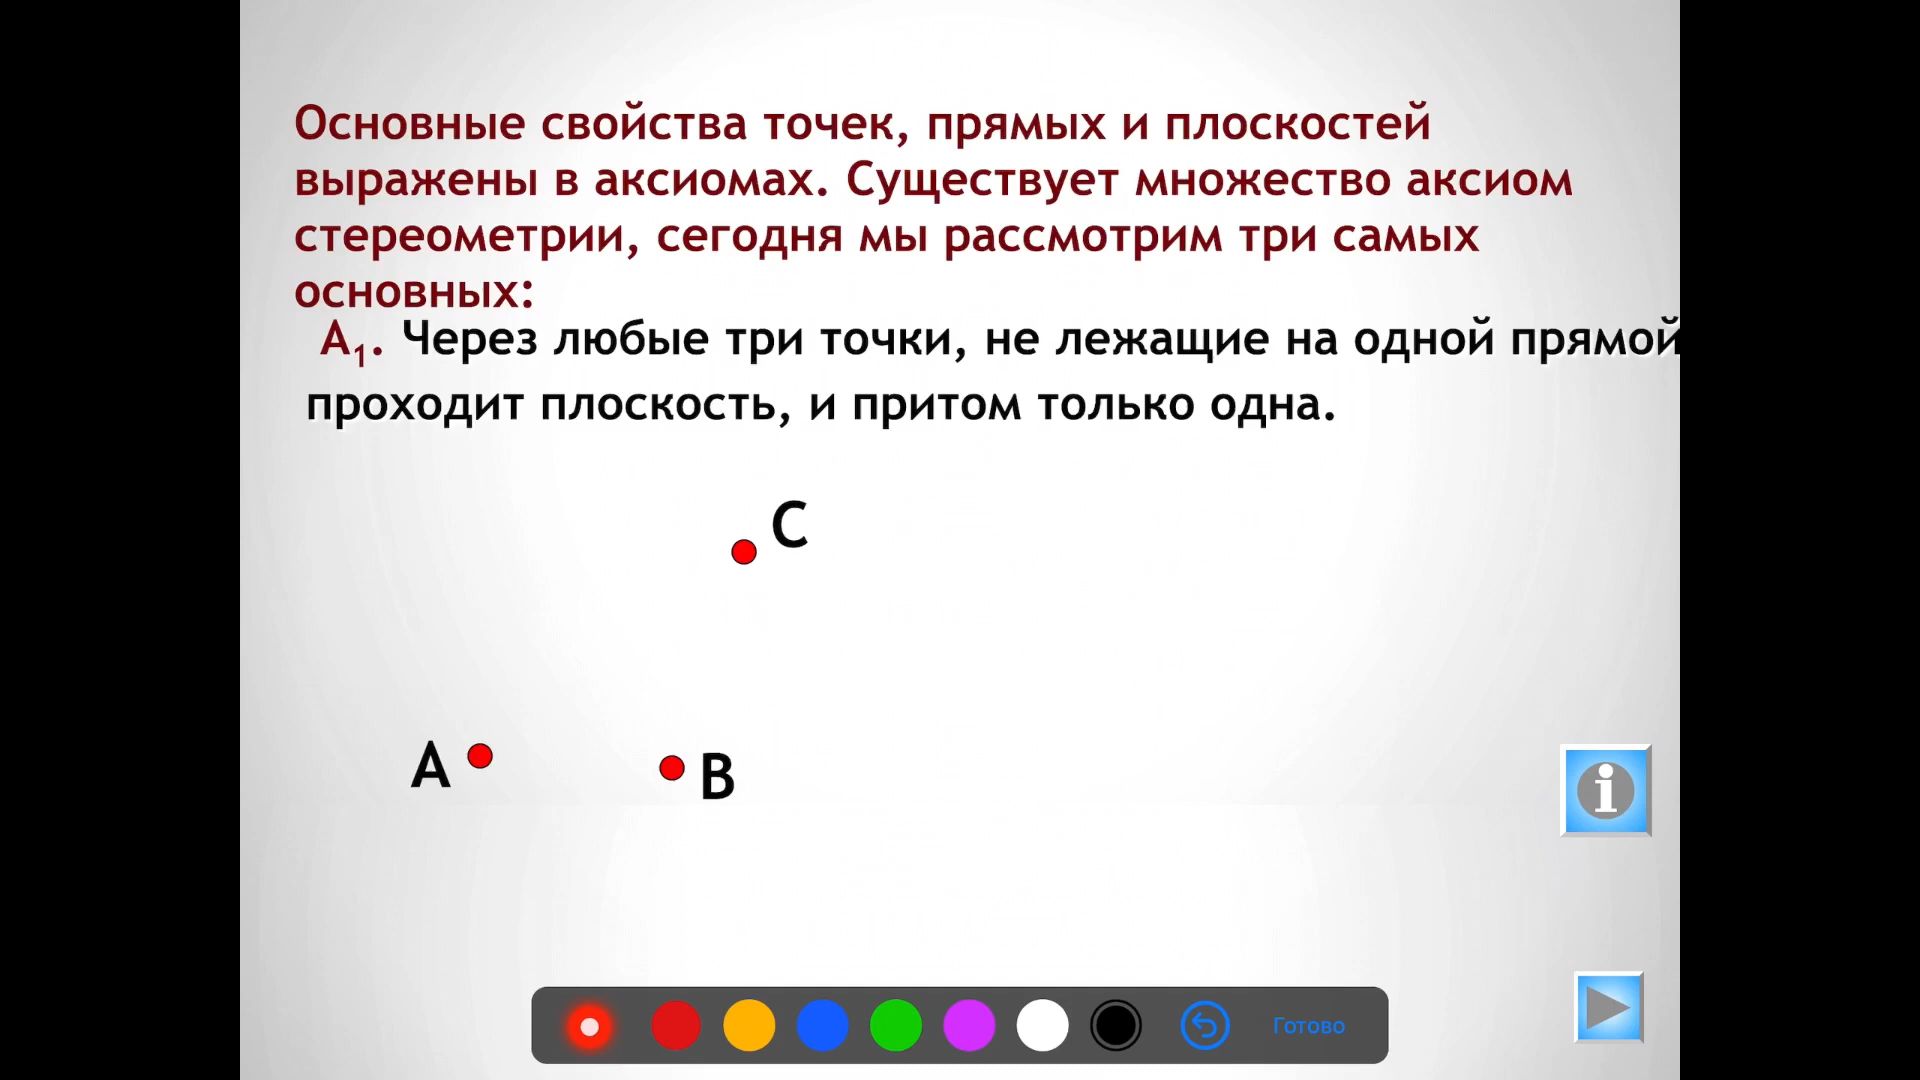 Основные свойства точек, прямых и плоскостей
выражены в аксиомах. Существует множество аксиом
стереометрии, сегодня мы рассмотрим три самых
основных:
А₁. Через любые три точки, не лежащие на одной прямой
проходит плоскость, и притом только одна.
С
А
В
i
Готово